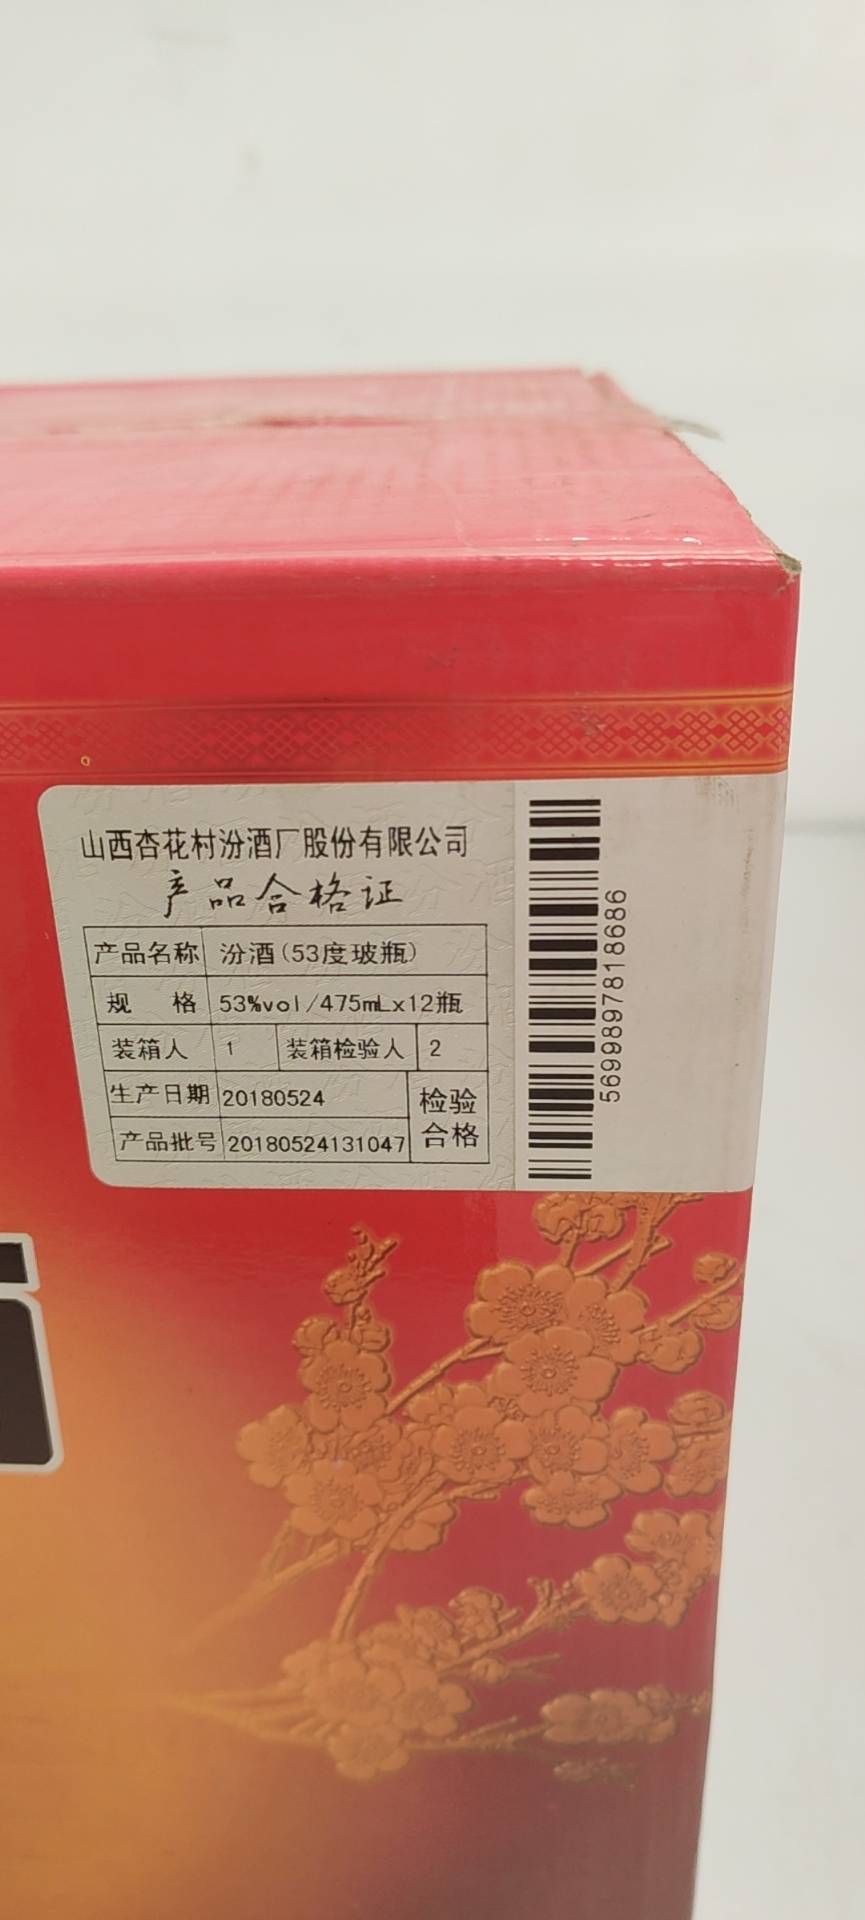 山西杏花村汾酒厂股份有限公司
产品合格证
产品名称 汾酒(53度玻瓶)
规 格 53%vol/475mLx12瓶
装箱人 1 装箱检验人 2
生产日期 20180524 检验
产品批号 20180524131047 合格
5699897818686